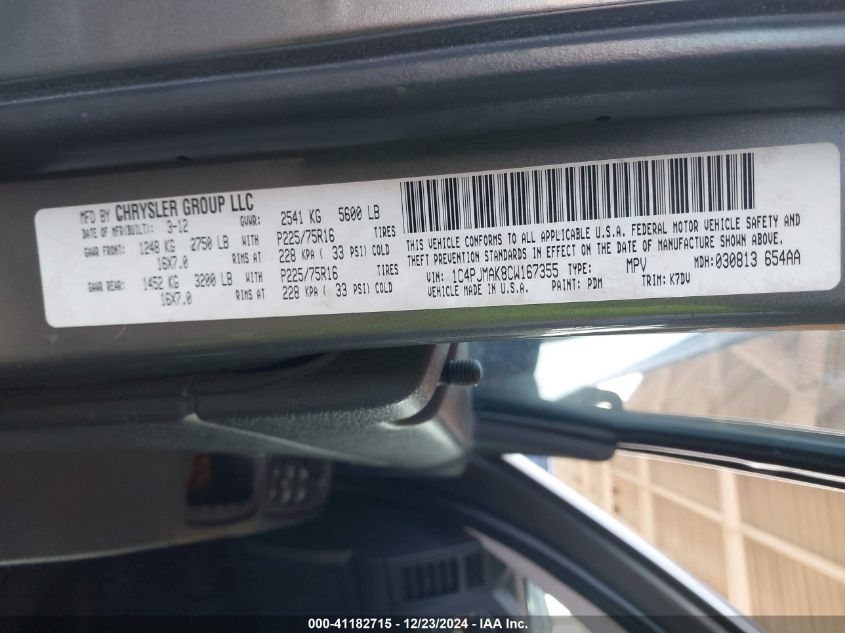 MFD BY CHRYSLER GROUP LLC
DATE OF MFR(BUILT): 3-12 GVWR: 2541 KG 5600 LB
GAWR FRONT: 1248 KG 2750 LB WITH P225/75R16 TIRES
16X7.0 RIMS AT 228 KPA ( 33 PSI) COLD
GAWR REAR: 1452 KG 3200 LB WITH P225/75R16 TIRES
16X7.0 RIMS AT 228 KPA ( 33 PSI) COLD
THIS VEHICLE CONFORMS TO ALL APPLICABLE U.S.A. FEDERAL MOTOR VEHICLE SAFETY AND
THEFT PREVENTION STANDARDS IN EFFECT ON THE DATE OF MANUFACTURE SHOWN ABOVE.
VIN: 1C4PJMAK8CW167355 TYPE: MPV MDH: 030813 654AA
VEHICLE MADE IN U.S.A. PAINT: PDM TRIM: K7DV
000-41182715 - 12/23/2024 - IAA Inc.